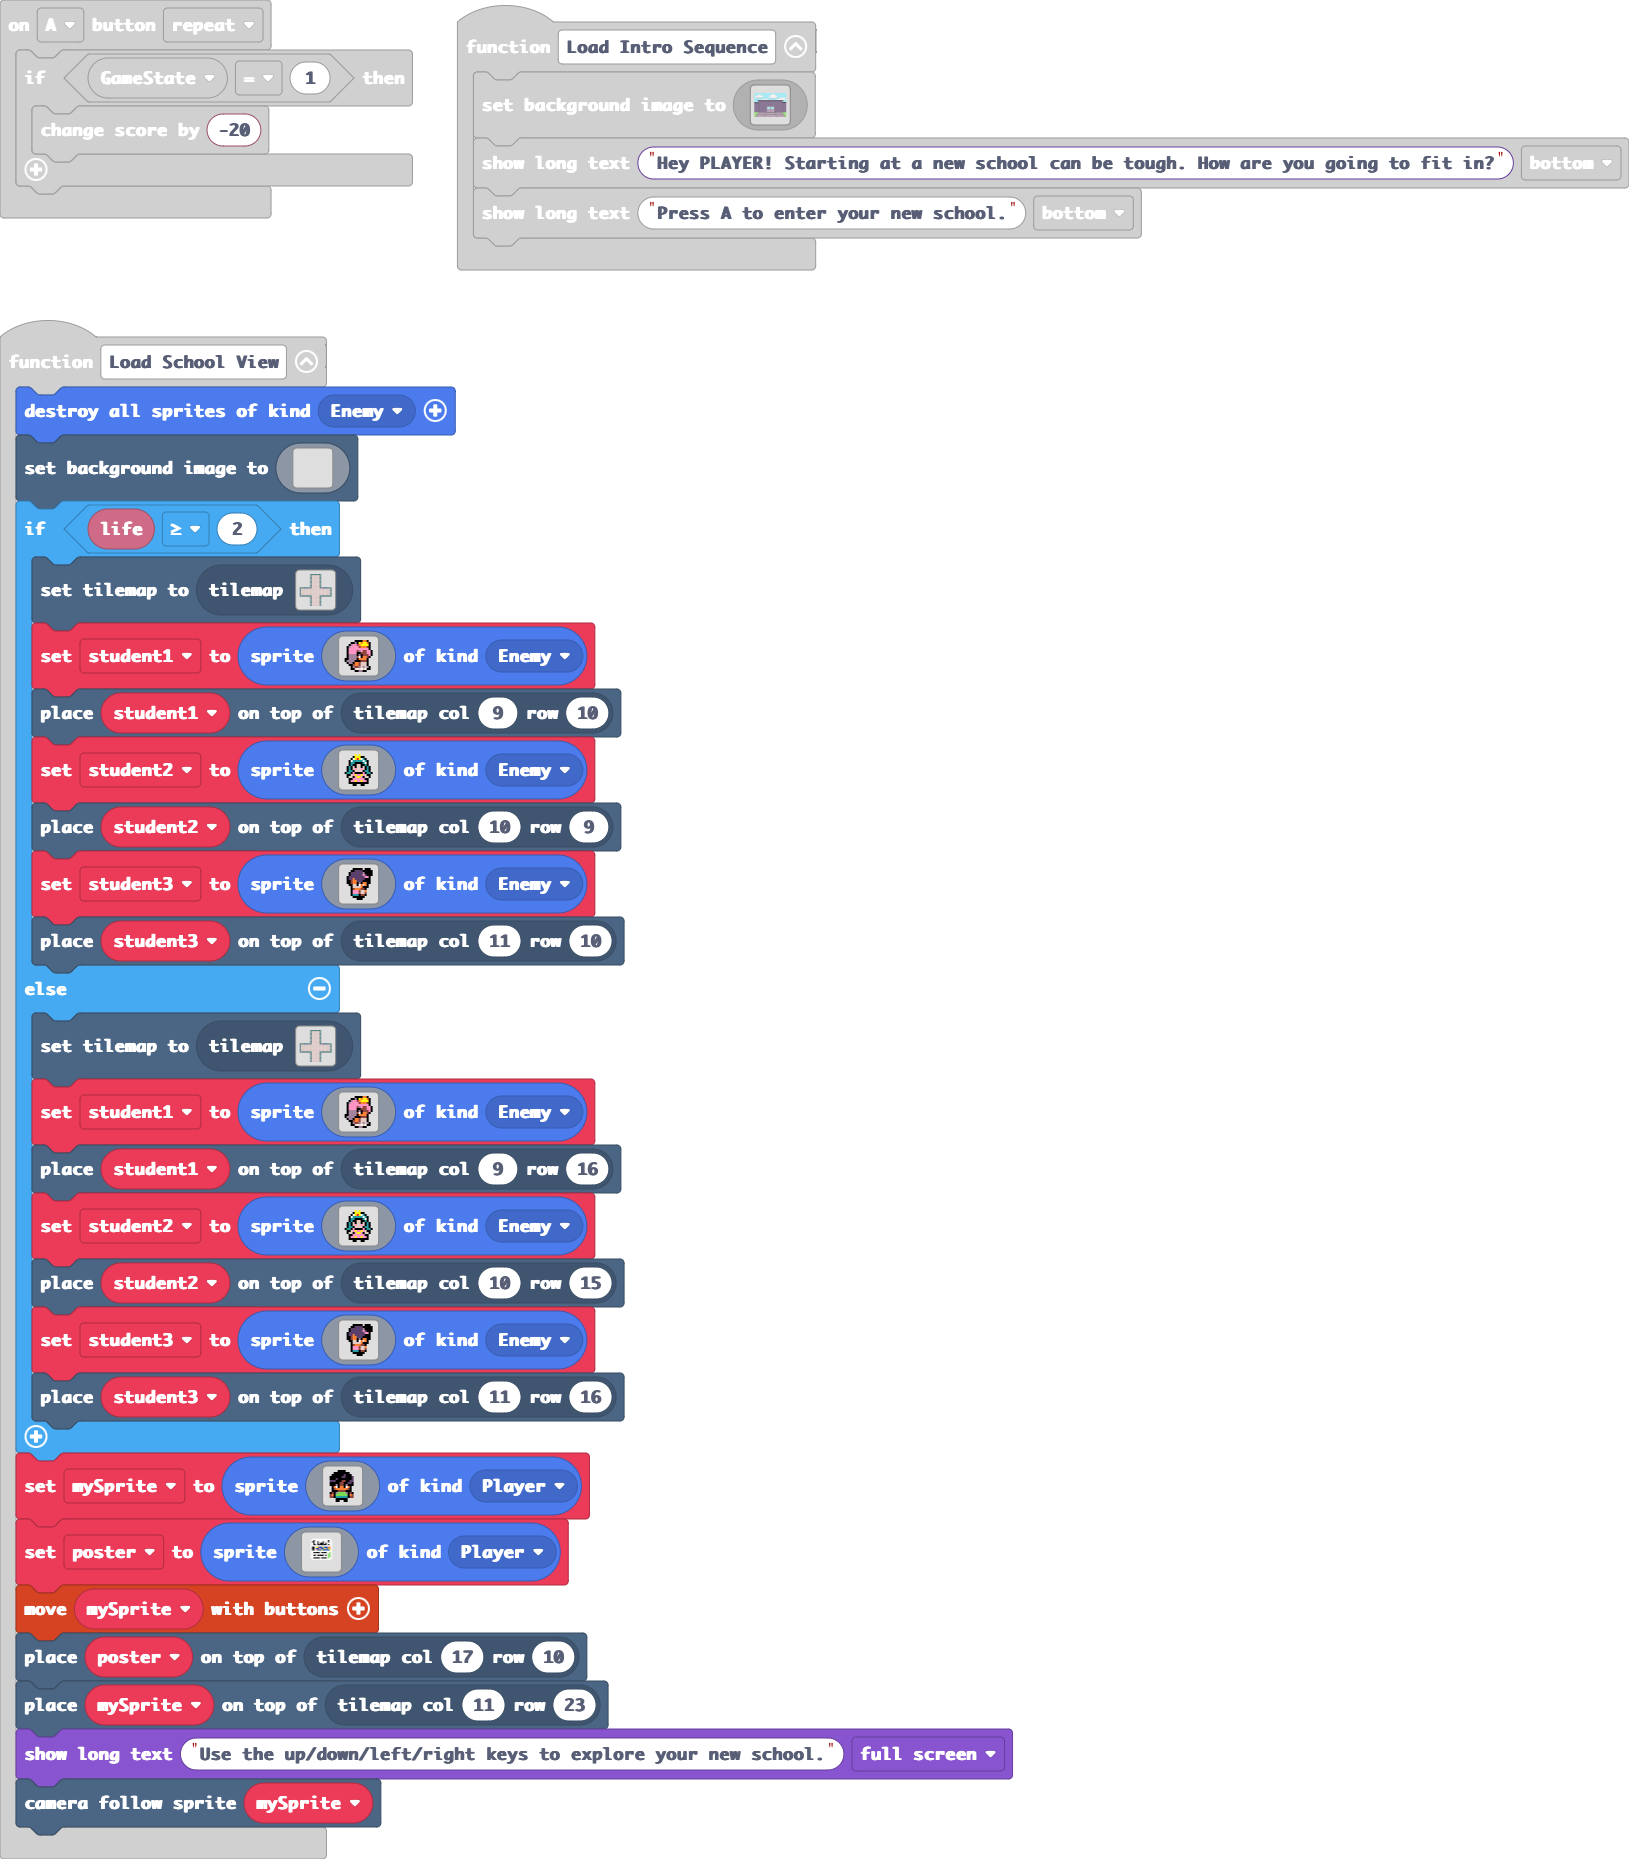 on A button repeat
if GameState = 1 then
change score by -20
function Load Intro Sequence
set background image to
show long text "Hey PLAYER! Starting at a new school can be tough. How are you going to fit in?" bottom
show long text "Press A to enter your new school." bottom
function Load School View
destroy all sprites of kind Enemy
set background image to
if life ≥ 2 then
set tilemap to tilemap
set student1 to sprite of kind Enemy
place student1 on top of tilemap col 9 row 10
set student2 to sprite of kind Enemy
place student2 on top of tilemap col 10 row 9
set student3 to sprite of kind Enemy
place student3 on top of tilemap col 11 row 10
else
set tilemap to tilemap
set student1 to sprite of kind Enemy
place student1 on top of tilemap col 9 row 16
set student2 to sprite of kind Enemy
place student2 on top of tilemap col 10 row 15
set student3 to sprite of kind Enemy
place student3 on top of tilemap col 11 row 16
set mySprite to sprite of kind Player
set poster to sprite of kind Player
move mySprite with buttons
place poster on top of tilemap col 17 row 10
place mySprite on top of tilemap col 11 row 23
show long text "Use the up/down/left/right keys to explore your new school." full screen
camera follow sprite mySprite